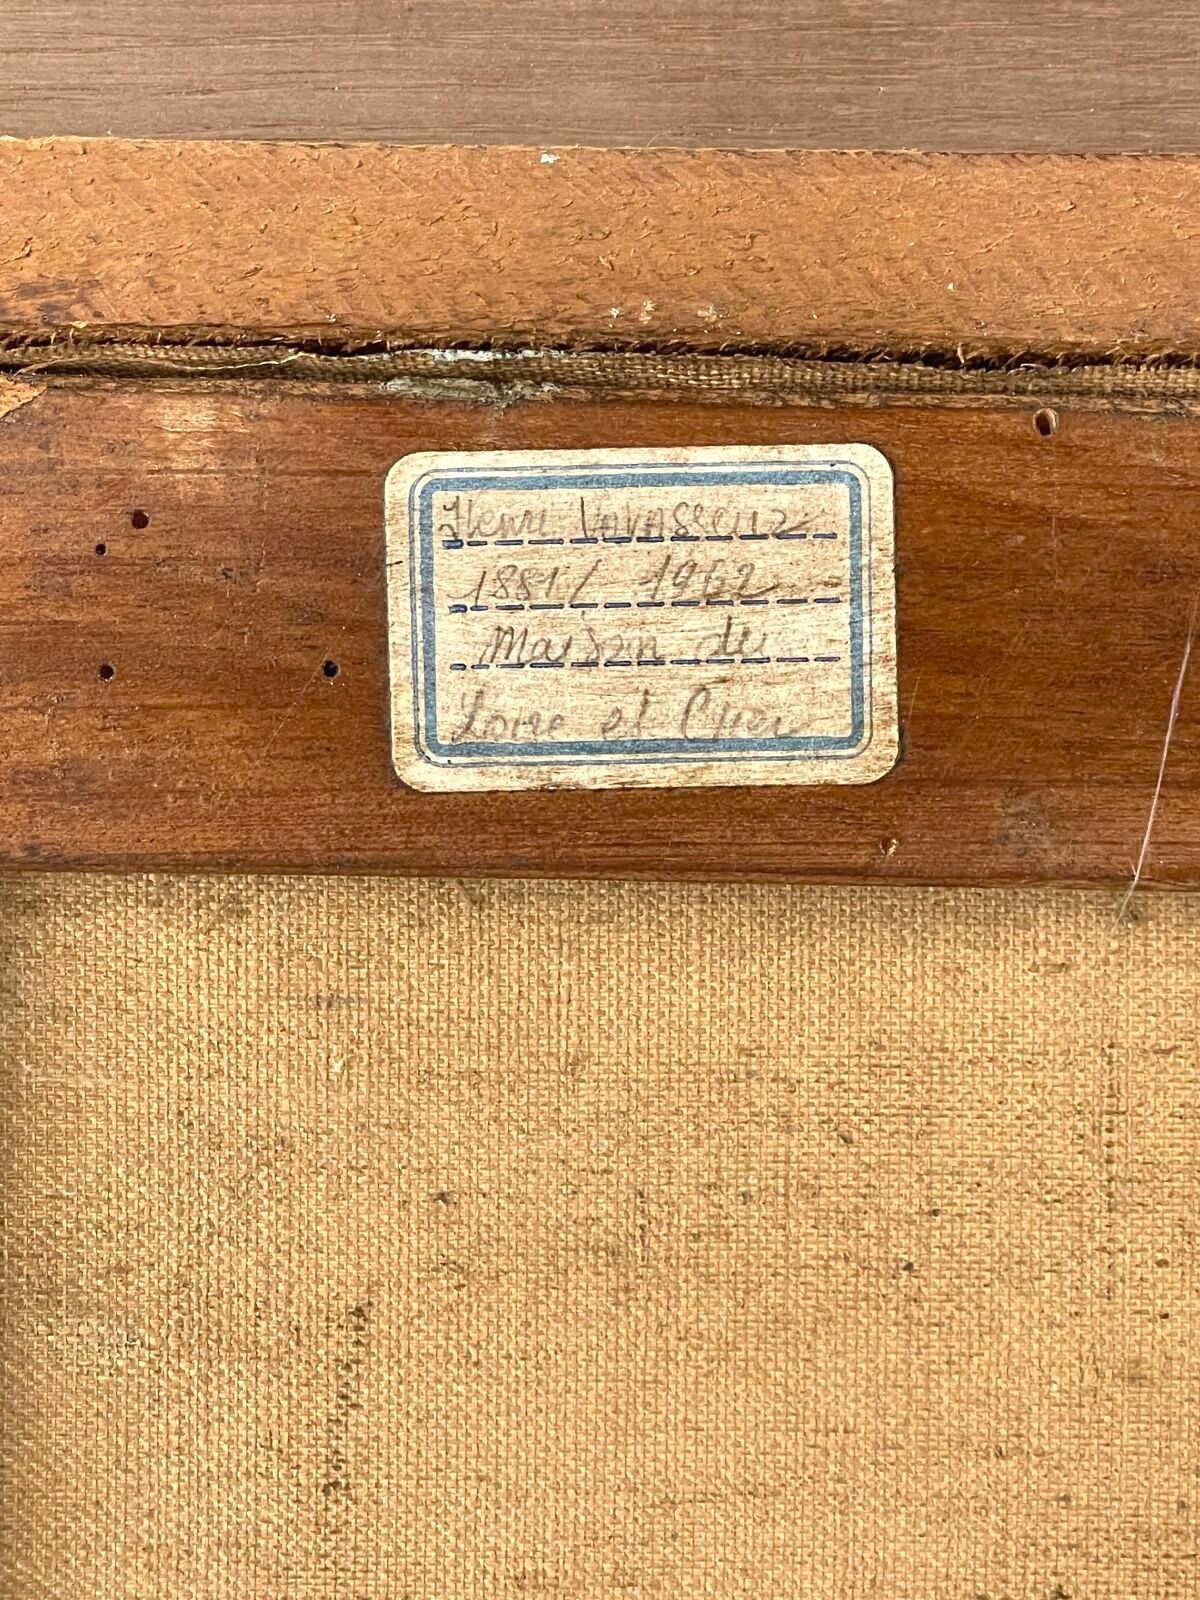 Henri VAVASSEUR
1881 / 1962
Maison du
Loire et Cher